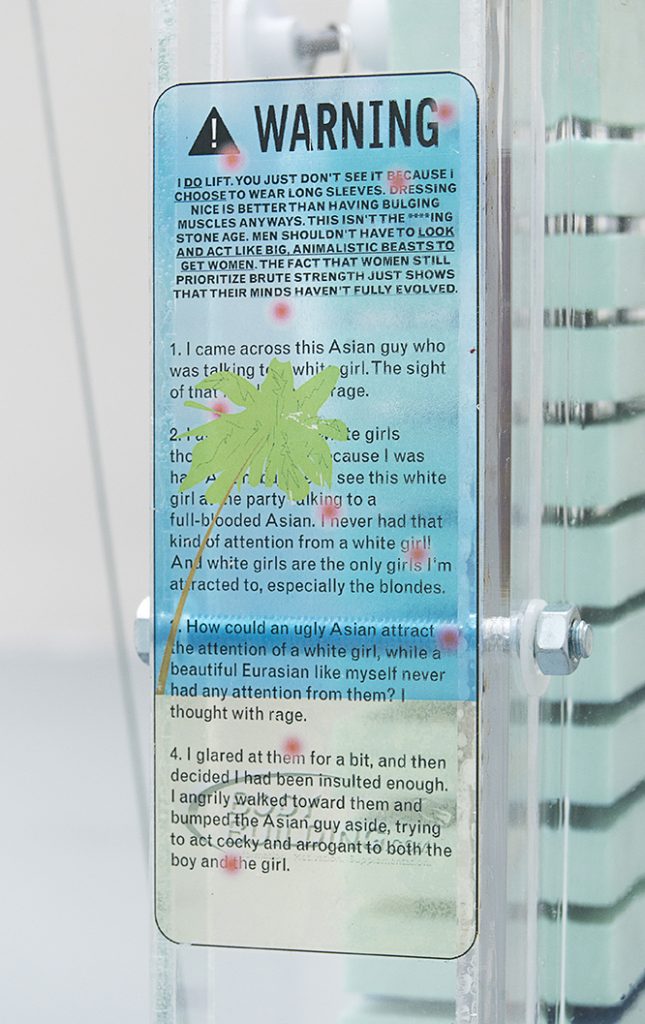 ! WARNING
I DO LIFT. YOU JUST DON'T SEE IT BECAUSE I
CHOOSE TO WEAR LONG SLEEVES. DRESSING
NICE IS BETTER THAN HAVING BULGING
MUSCLES ANYWAYS. THIS ISN'T THE ****ING
STONE AGE. MEN SHOULDN'T HAVE TO LOOK
AND ACT LIKE BIG, ANIMALISTIC BEASTS TO
GET WOMEN. THE FACT THAT WOMEN STILL
PRIORITIZE BRUTE STRENGTH JUST SHOWS
THAT THEIR MINDS HAVEN'T FULLY EVOLVED.
1. I came across this Asian guy who
was talking to white girl. The sight
of that rage.
2. white girls
because I was
see this white
girl at the party talking to a
full-blooded Asian. I never had that
kind of attention from a white girl!
And white girls are the only girls I'm
attracted to, especially the blondes.
3. How could an ugly Asian attract
the attention of a white girl, while a
beautiful Eurasian like myself never
had any attention from them? I
thought with rage.
4. I glared at them for a bit, and then
decided I had been insulted enough.
I angrily walked toward them and
bumped the Asian guy aside, trying
to act cocky and arrogant to both the
boy and the girl.
BODY
BUILDING